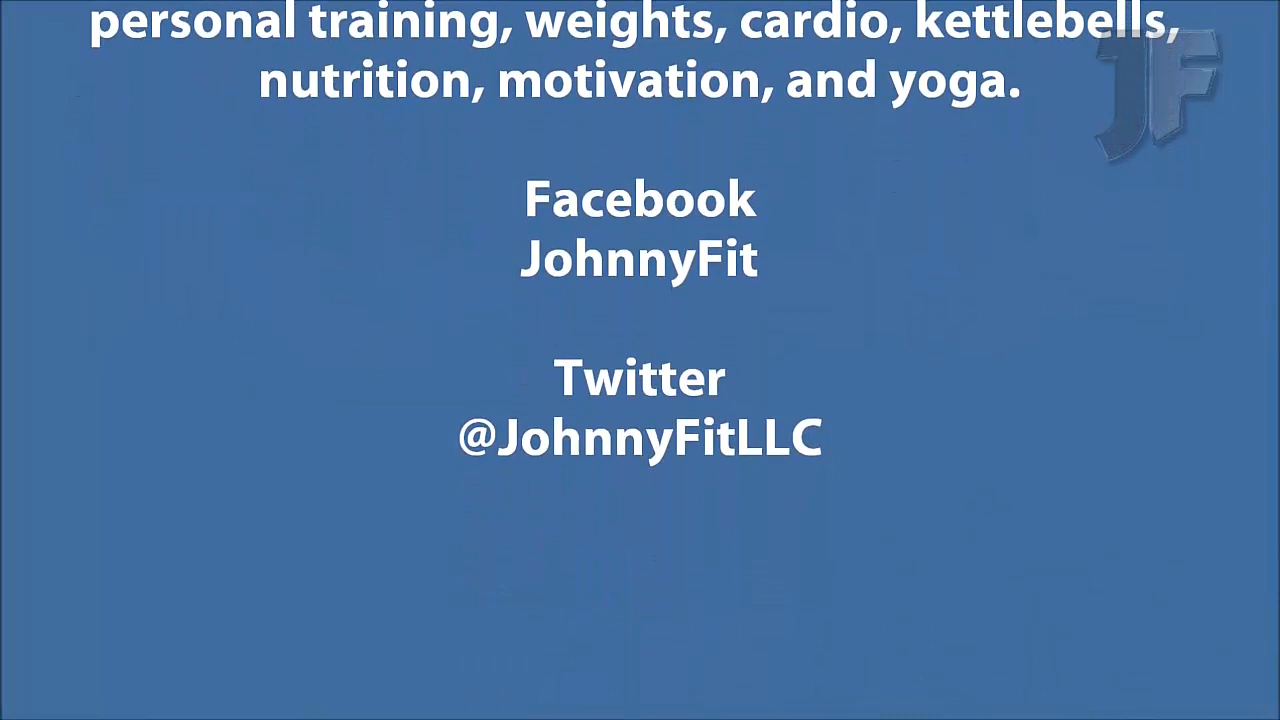 personal training, weights, cardio, kettlebells,
nutrition, motivation, and yoga.
JF
Facebook
JohnnyFit
Twitter
@JohnnyFitLLC